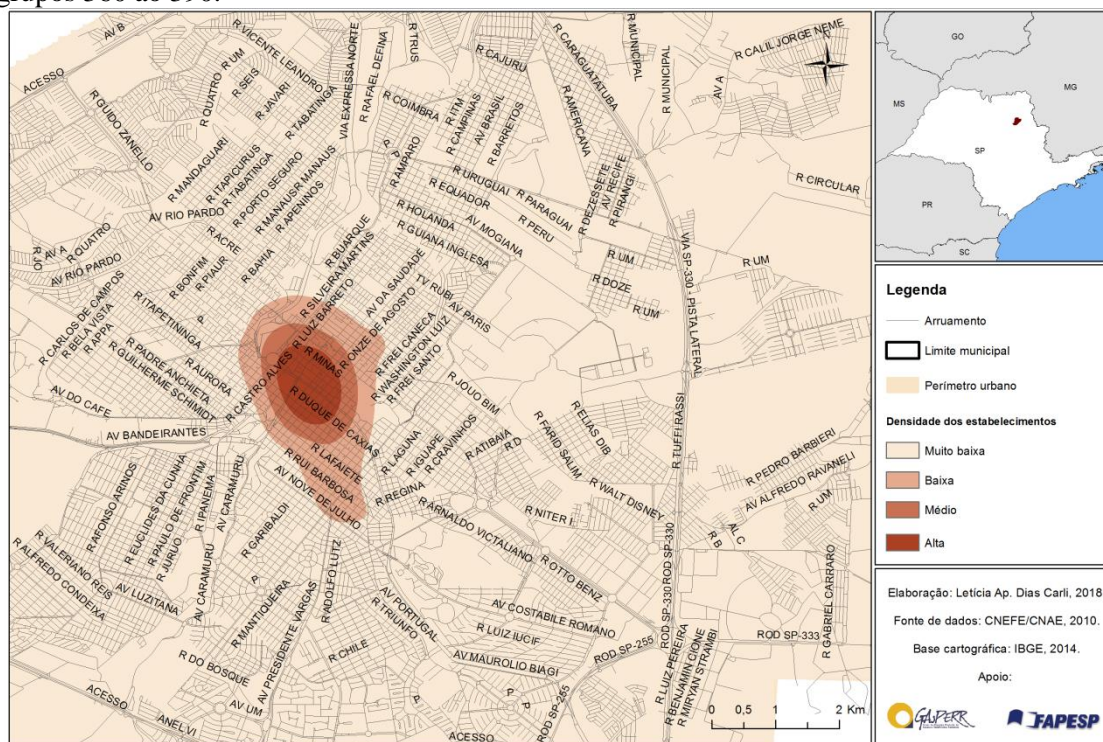 grupos 560 ao 590.
AV B
ACESSO
R GUIDO ZANELLO
R QUATRO
R UM
R SEIS
R VICENTE LEANDRO
R JAVARI
R TABATINGA
VIA EXPRESSA NORTE
R RAFAEL DEFINA
R TRUIS
R CAJURU
R COIMBRA
R ITM
R CAMPINAS
AV BRASIL
R BARRETOS
R CARAGUATATUBA
R AMERICANA
R MUNICIPAL
R MUNICIPAL
AV A
R CALIL JORGE NEME
R MANDAGUARI
R ITAPICURUS
R TABATINGA
R PORTO SEGURO
R MANAUS
R MANAUS
R APENINOS
AV RIO PARDO
R AMPARO
R URUGUAI
R EQUADOR
R PARAGUAI
R PERU
R DEZESSETE
AV RECIFE
R PIRANGI
R CIRCULAR
AV A
R QUATRO
R JO
AV RIO PARDO
R ACRE
R BONFIM
R PIAUR
R BAHIA
R BUARQUE
R SILVEIRA MARTINS
R LUIZ BARRETO
R HOLANDA
R GUIANA INGLESA
AV MOGIANA
AV DA SAUDADE
TV RUBI
AV PARIS
R UM
R DOZE
R UM
R UM
VIA SP-330 - PISTA LATERAL
R CARLOS DE CAMPOS
R BELA VISTA
R APPA
R ITAPETININGA
R PADRE ANCHIETA
R GUILHERME SCHIMIDT
R AURORA
R CASTRO ALVES
R MINAS
R ONZE DE AGOSTO
R FREI CANECA
R WASHINGTON LUIZ
R FREI SANTO
R DUQUE DE CAXIAS
R JOUO BIM
AV DO CAFE
AV BANDEIRANTES
R LAFAIETE
R RUI BARBOSA
AV NOVE DE JULHO
R LAGUNA
R IGUAPE
R CRAVINHOS
R ATIBAIA
R D
R FARID SALIM
R ELIAS DIB
R WALT DISNEY
R TUFFI RASSI
R PEDRO BARBIERI
AV ALFREDO RAVANELI
R UM
R REGINA
R ARNALDO VICTALIANO
R NITER I
AL C
R B
R AFONSO ARINOS
R EUCLIDES DA CUNHA
R PAULO DE FRONTIM
R JURUO
R IPANEMA
AV CARAMURU
R GARIBALDI
R VALERIANO REIS
R ALFREDO CONDEIXA
AV LUZITANA
AV CARAMURU
R MANTIQUEIRA
R ADOLFO LUTZ
AV PRESIDENTE VARGAS
AV PORTUGAL
R TRIUNFO
R OTTO BENZ
AV COSTABILE ROMANO
R LUIZ IUCIF
AV MAUROLIO BIAGI
ROD SP-330
ROD SP-330
ROD SP-255
ROD SP-333
R GABRIEL CARRARO
R DO BOSQUE
R CHILE
AV UM
ACESSO
ANEL VI
ACESSO
ROD SP-255
R LUIZ PEREIRA
R BENJAMIN CIONE
R MIRYAN STRAMBI
0 0,5 1 2 Km
GO
MS
MG
SP
PR
SC
Legenda
Arruamento
Limite municipal
Perímetro urbano
Densidade dos estabelecimentos
Muito baixa
Baixa
Médio
Alta
Elaboração: Letícia Ap. Dias Carli, 2018
Fonte de dados: CNEFE/CNAE, 2010.
Base cartográfica: IBGE, 2014.
Apoio:
GAsPERR
FAPESP